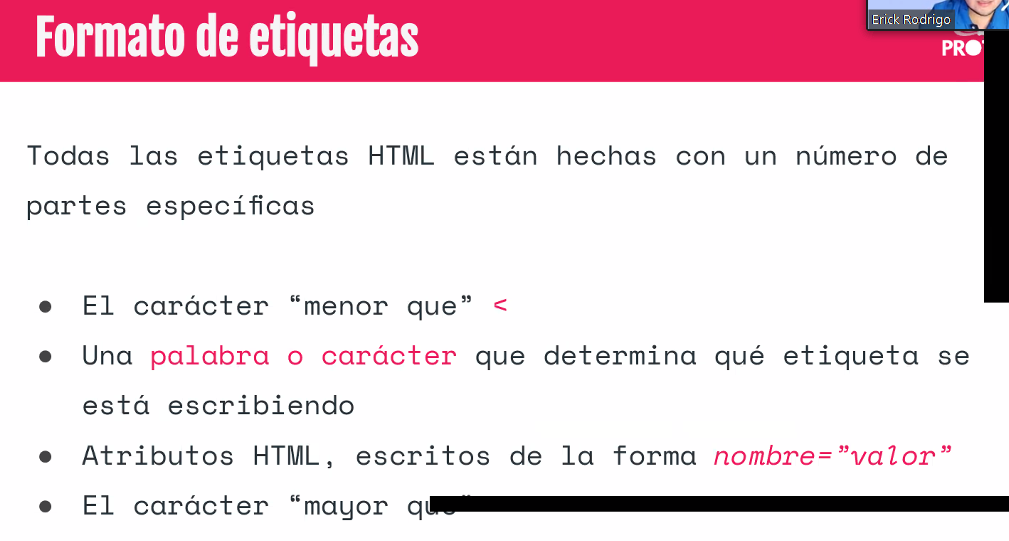 Formato de etiquetas
Erick Rodrigo
Todas las etiquetas HTML están hechas con un número de
partes específicas
● El carácter “menor que” <
● Una palabra o carácter que determina qué etiqueta se
está escribiendo
● Atributos HTML, escritos de la forma nombre=”valor”
● El carácter “mayor que”